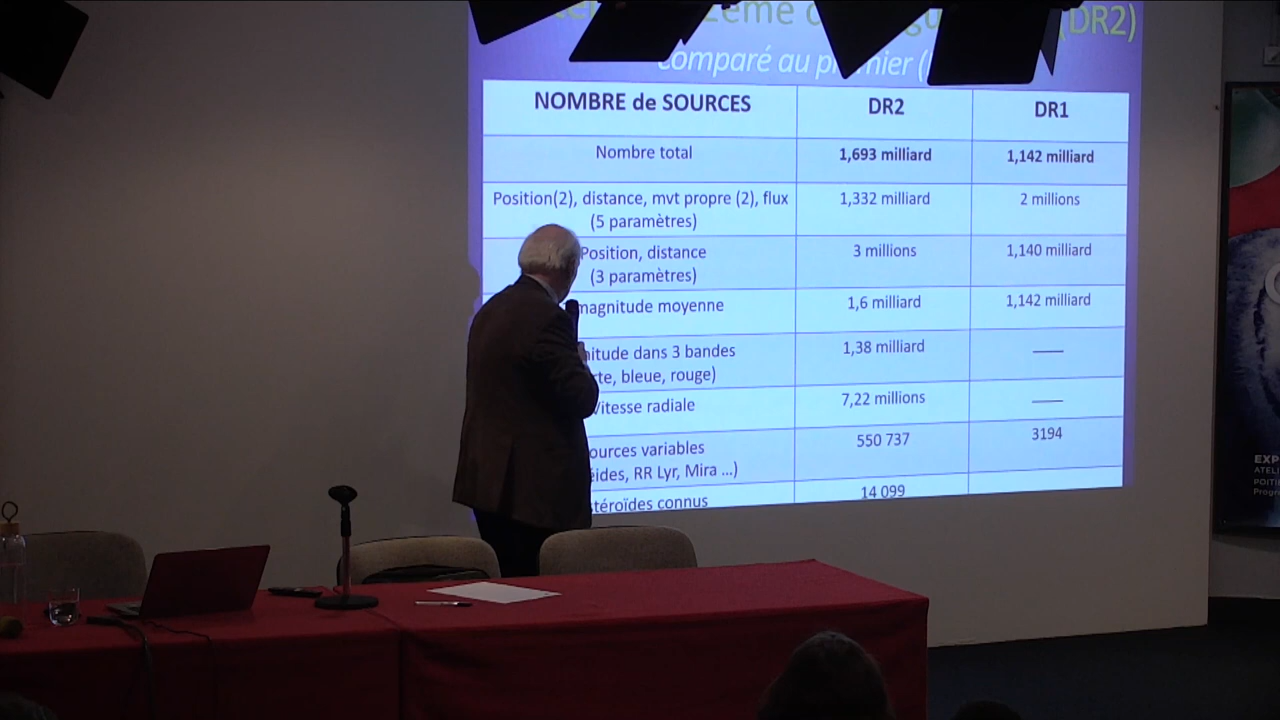 2ème (DR2)
comparé au premier (
NOMBRE de SOURCES DR2 DR1
Nombre total 1,693 milliard 1,142 milliard
Position(2), distance, mvt propre (2), flux 1,332 milliard 2 millions
(5 paramètres)
Position, distance 3 millions 1,140 milliard
(3 paramètres)
magnitude moyenne 1,6 milliard 1,142 milliard
nitude dans 3 bandes 1,38 milliard ——
rte, bleue, rouge)
Vitesse radiale 7,22 millions ——
ources variables 550 737 3194
éides, RR Lyr, Mira ...)
téroïdes connus 14 099
EXP
ATELI
POITI
Progr